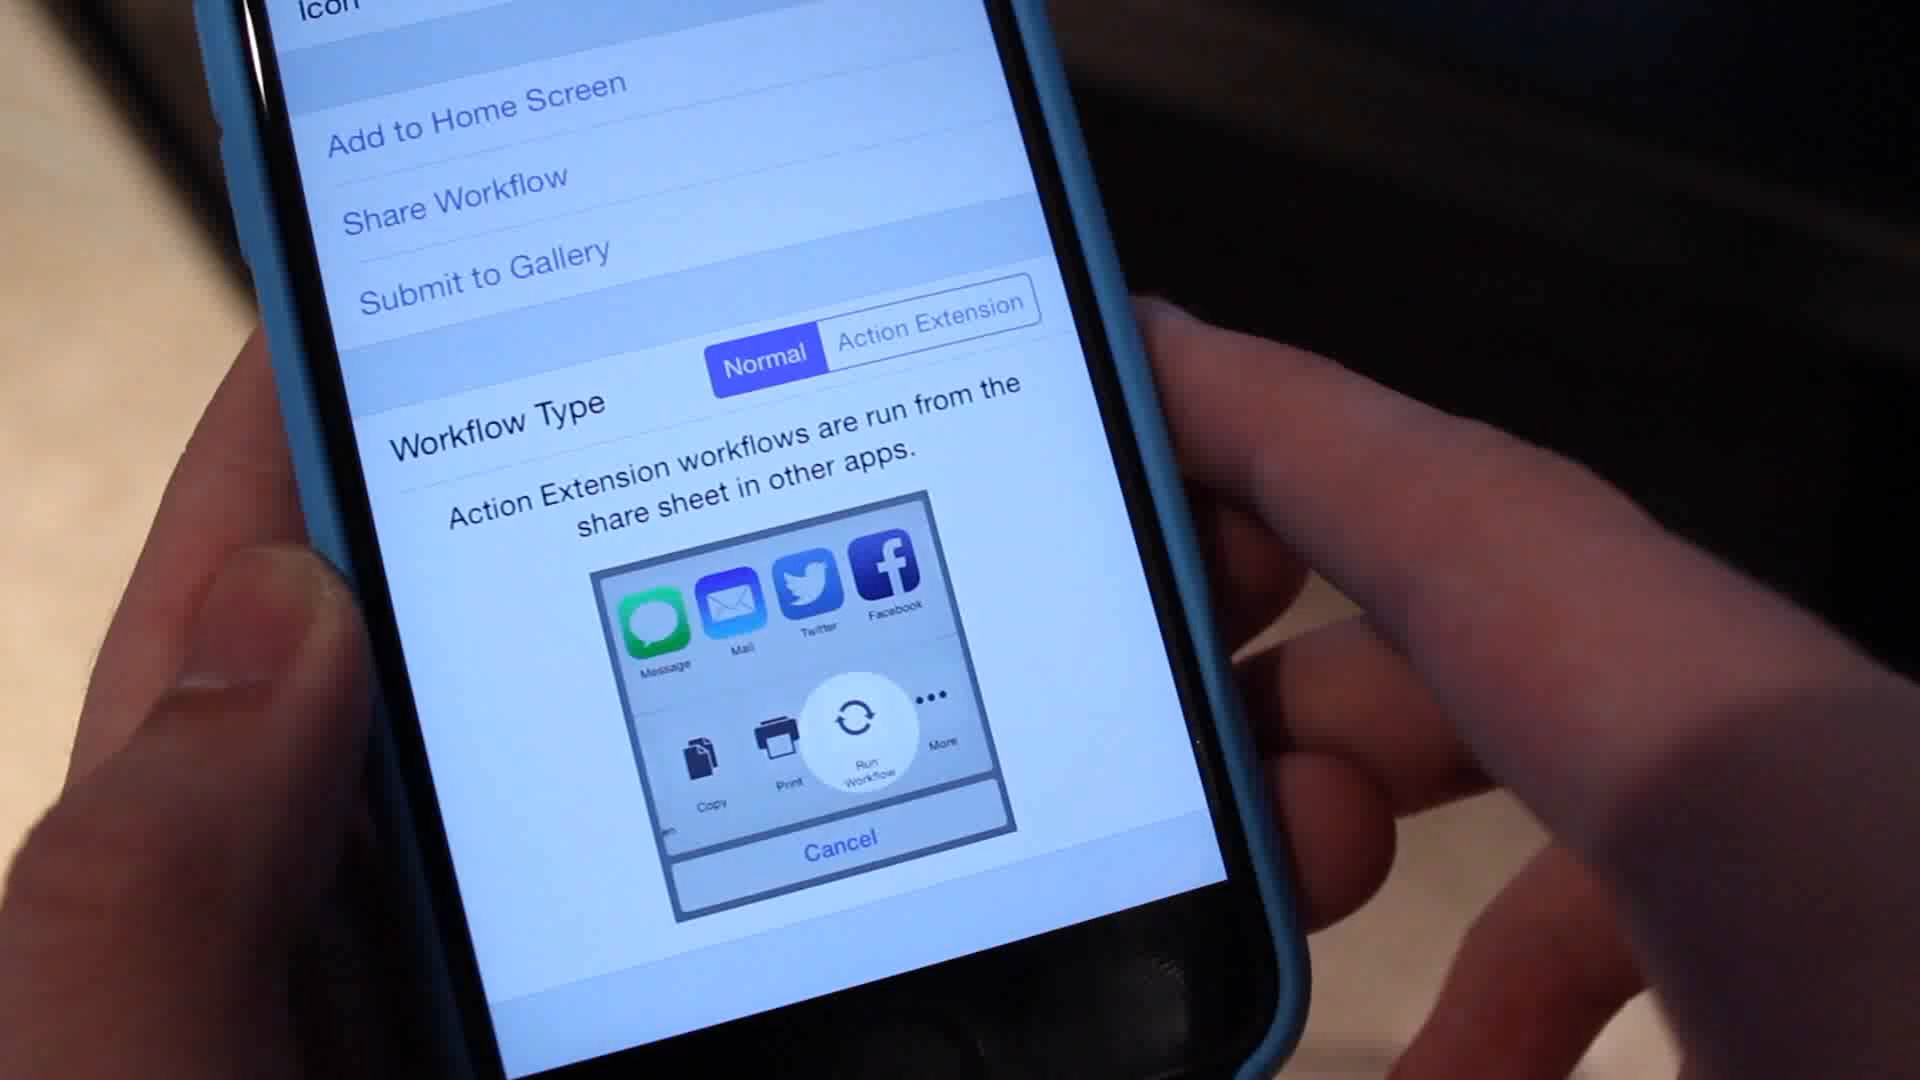 Icon
Add to Home Screen
Share Workflow
Submit to Gallery
Workflow Type
Normal
Action Extension
Action Extension workflows are run from the
share sheet in other apps.
Message
Mail
Twitter
Facebook
Copy
Print
Run
Workflow
More
en
Cancel